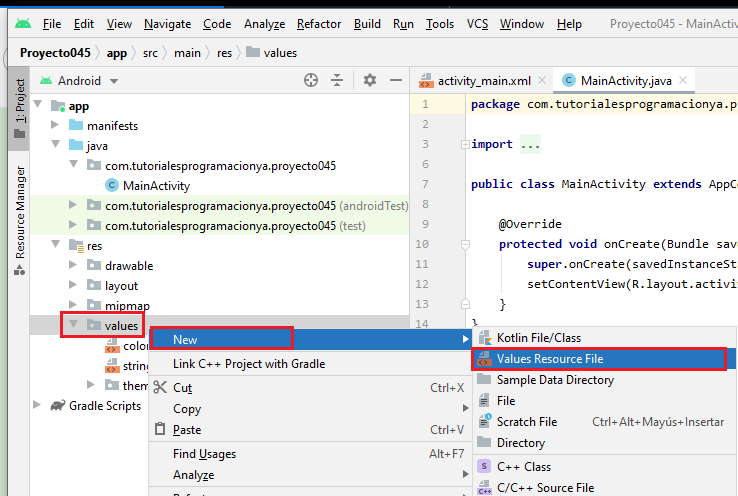 File Edit View Navigate Code Analyze Refactor Build Run Tools VCS Window Help Proyecto045 - MainActivity
Proyecto045 app src main res values
1: Project
Resource Manager
Android
app
manifests
java
com.tutorialesprogramacionya.proyecto045
MainActivity
com.tutorialesprogramacionya.proyecto045 (androidTest)
com.tutorialesprogramacionya.proyecto045 (test)
res
drawable
layout
mipmap
values
color
string
them
Gradle Scripts
activity_main.xml MainActivity.java
1 package com.tutorialesprogramacionya.p
2
3 import ...
6
7 public class MainActivity extends AppCo
8
9 @Override
10 protected void onCreate(Bundle sav
11 super.onCreate(savedInstanceSt
12 setContentView(R.layout.activi
13 }
14 }
New
Link C++ Project with Gradle
Cut Ctrl+X
Copy
Paste Ctrl+V
Find Usages Alt+F7
Analyze
Kotlin File/Class
Values Resource File
Sample Data Directory
File
Scratch File Ctrl+Alt+Mayús+Insertar
Directory
C++ Class
C/C++ Source File